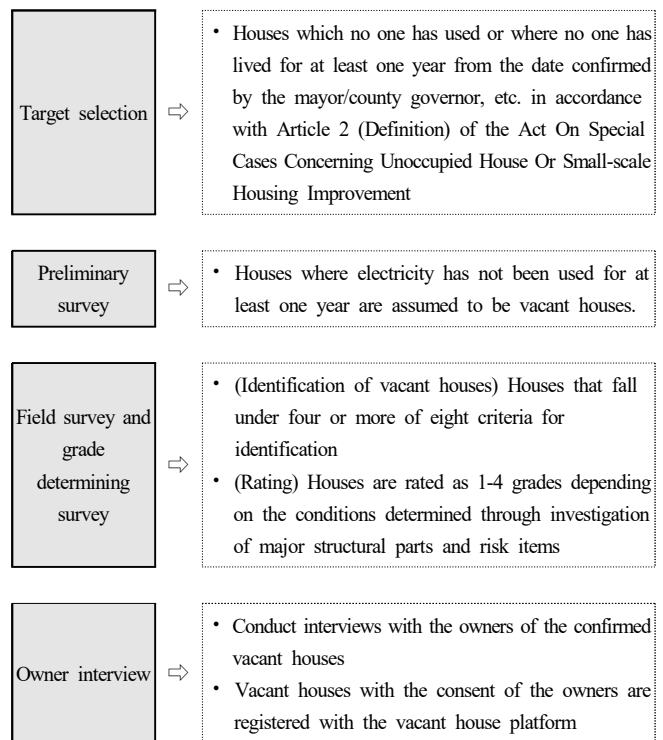 Target selection
⇨
• Houses which no one has used or where no one has
lived for at least one year from the date confirmed
by the mayor/county governor, etc. in accordance
with Article 2 (Definition) of the Act On Special
Cases Concerning Unoccupied House Or Small-scale
Housing Improvement
Preliminary
survey
⇨
• Houses where electricity has not been used for at
least one year are assumed to be vacant houses.
Field survey and
grade
determining
survey
⇨
• (Identification of vacant houses) Houses that fall
under four or more of eight criteria for
identification
• (Rating) Houses are rated as 1-4 grades depending
on the conditions determined through investigation
of major structural parts and risk items
Owner interview
⇨
• Conduct interviews with the owners of the confirmed
vacant houses
• Vacant houses with the consent of the owners are
registered with the vacant house platform